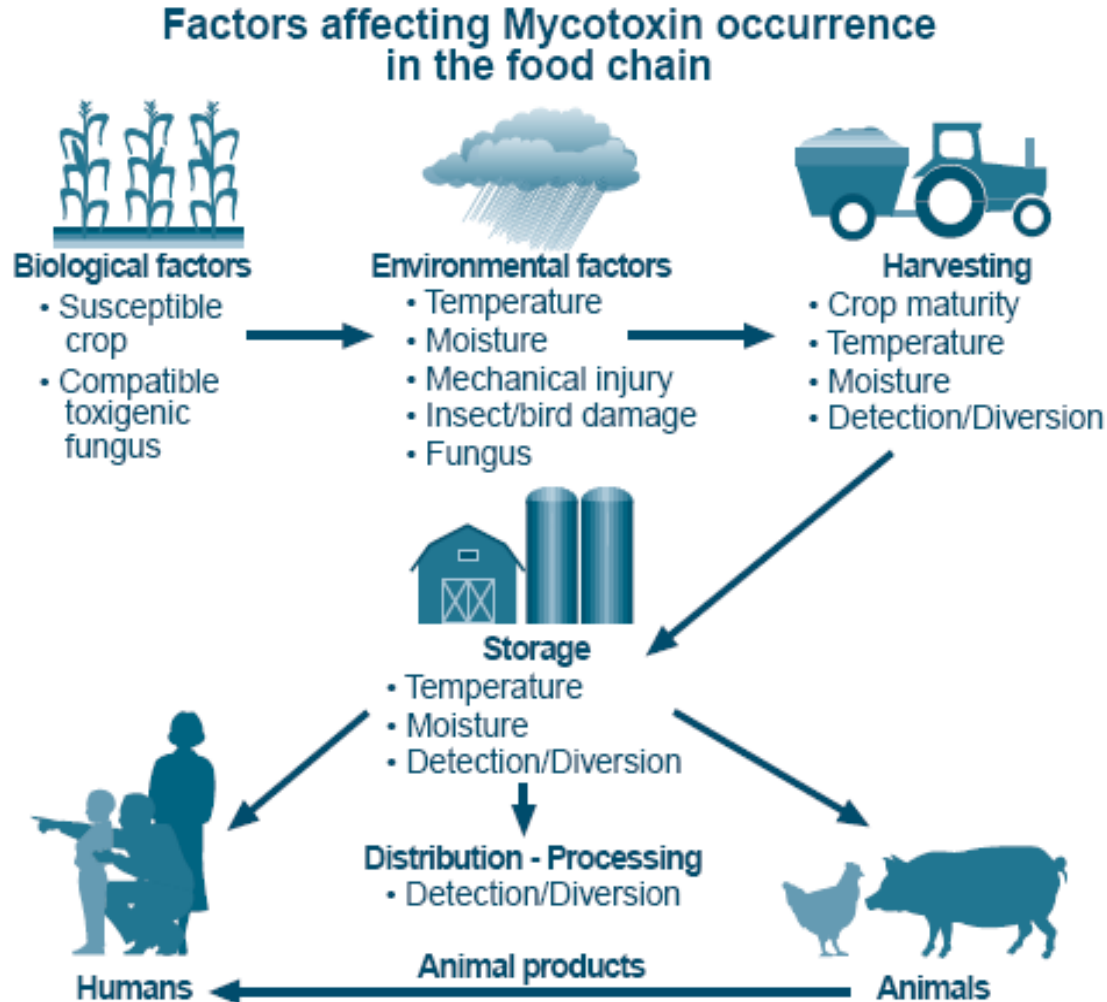 Factors affecting Mycotoxin occurrence
in the food chain
Biological factors
• Susceptible
crop
• Compatible
toxigenic
fungus
Environmental factors
• Temperature
• Moisture
• Mechanical injury
• Insect/bird damage
• Fungus
Harvesting
• Crop maturity
• Temperature
• Moisture
• Detection/Diversion
Storage
• Temperature
• Moisture
• Detection/Diversion
Distribution - Processing
• Detection/Diversion
Animal products
Humans
Animals